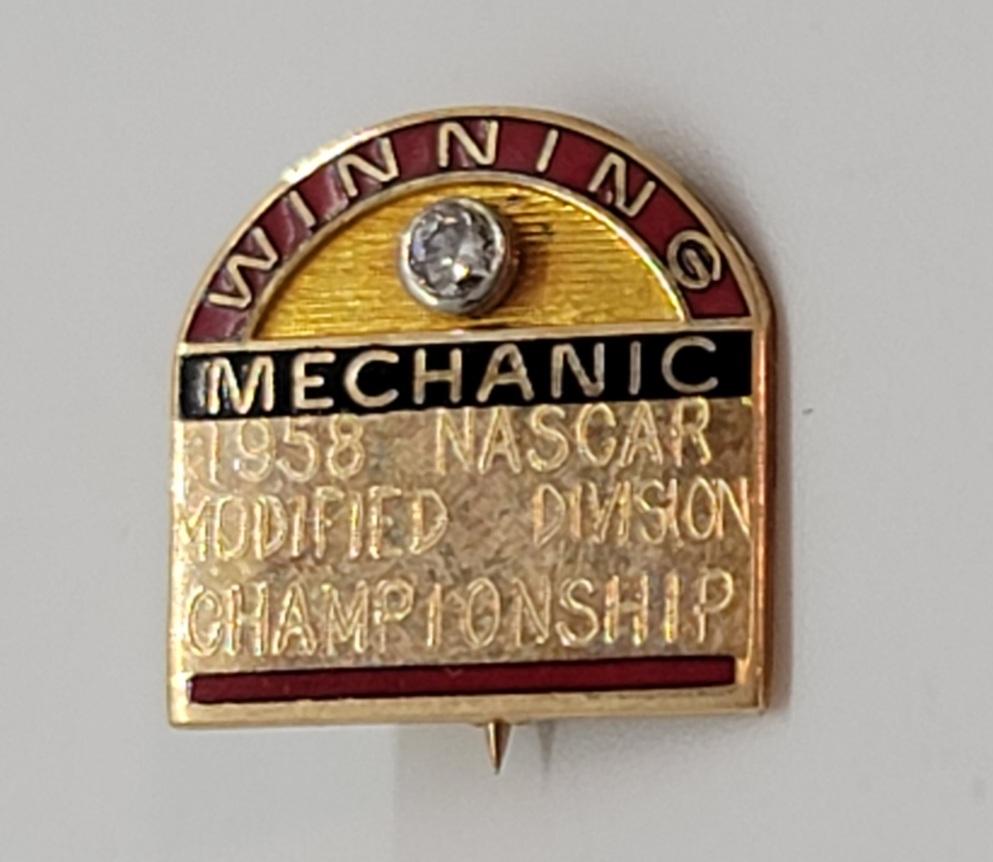 WINNING
MECHANIC
1958 NASCAR
MODIFIED DIVISION
CHAMPIONSHIP